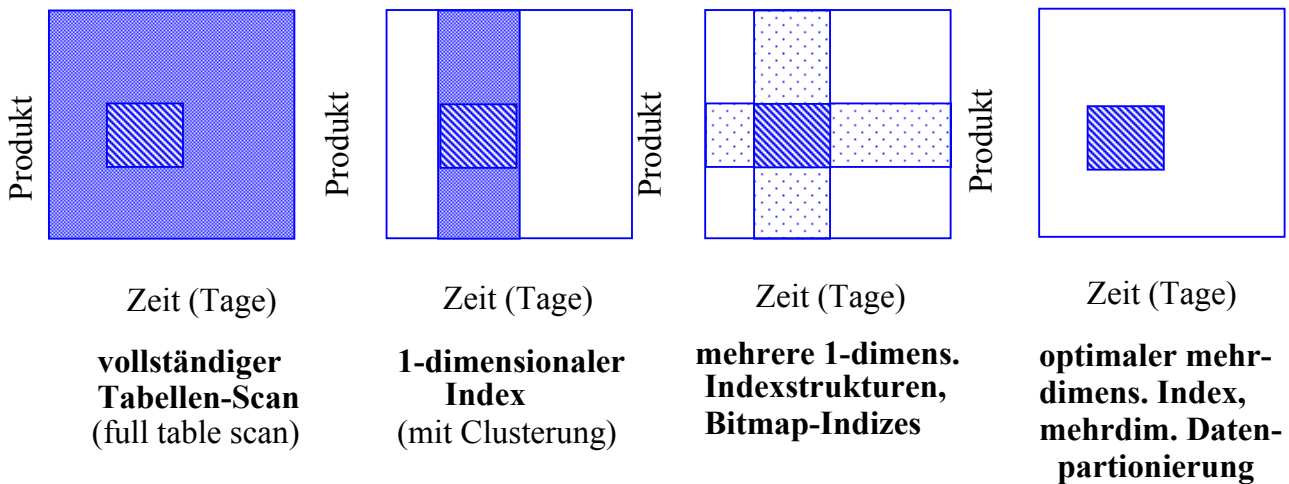 Produkt
Zeit (Tage)
vollständiger
Tabellen-Scan
(full table scan)
Produkt
Zeit (Tage)
1-dimensionaler
Index
(mit Clusterung)
Produkt
Zeit (Tage)
mehrere 1-dimens.
Indexstrukturen,
Bitmap-Indizes
Produkt
Zeit (Tage)
optimaler mehr-
dimens. Index,
mehrdim. Daten-
partionierung